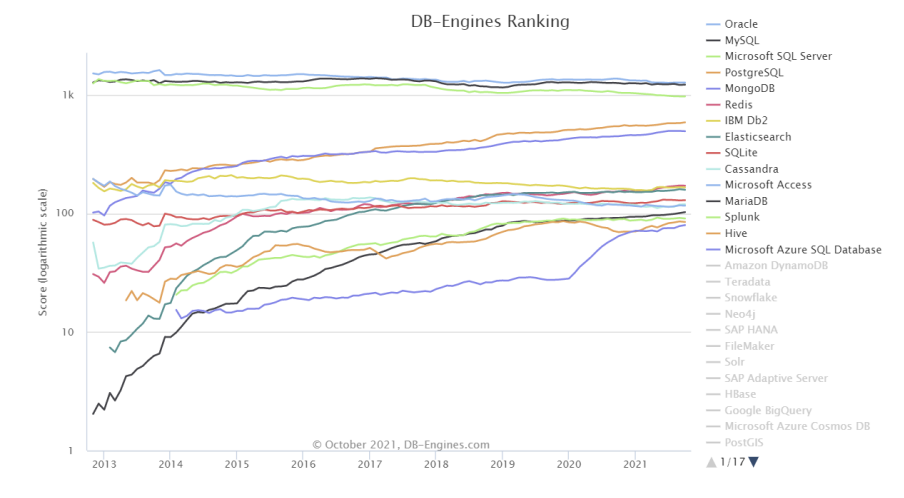 DB-Engines Ranking
Score (logarithmic scale)
1k
100
10
1
2013 2014 2015 2016 2017 2018 2019 2020 2021
© October 2021, DB-Engines.com
Oracle
MySQL
Microsoft SQL Server
PostgreSQL
MongoDB
Redis
IBM Db2
Elasticsearch
SQLite
Cassandra
Microsoft Access
MariaDB
Splunk
Hive
Microsoft Azure SQL Database
Amazon DynamoDB
Teradata
Snowflake
Neo4j
SAP HANA
FileMaker
Solr
SAP Adaptive Server
HBase
Google BigQuery
Microsoft Azure Cosmos DB
PostGIS
1/17